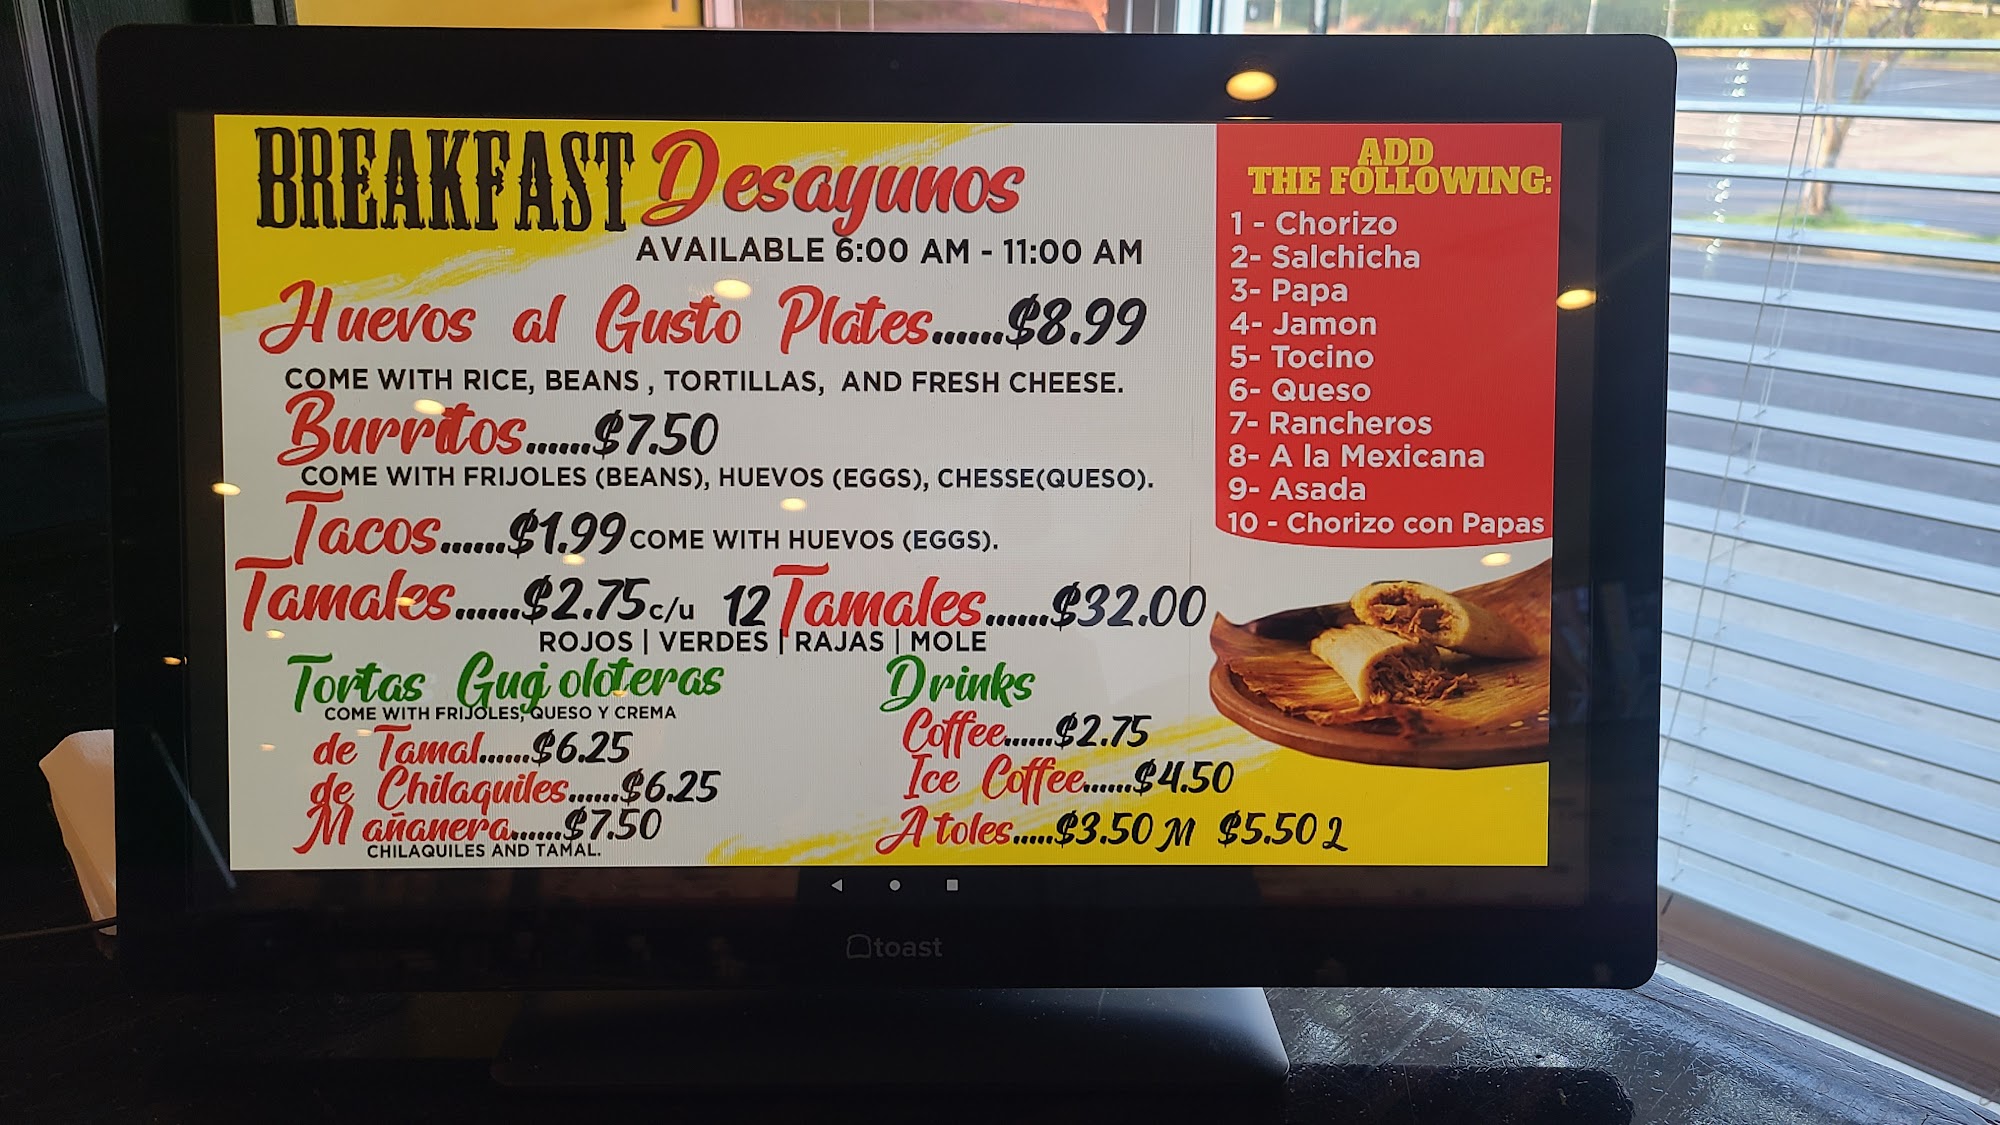 BREAKFAST Desayunos
AVAILABLE 6:00 AM - 11:00 AM
Huevos al Gusto Plates......$8.99
COME WITH RICE, BEANS , TORTILLAS, AND FRESH CHEESE.
Burritos......$7.50
COME WITH FRIJOLES (BEANS), HUEVOS (EGGS), CHESSE(QUESO).
Tacos......$1.99 COME WITH HUEVOS (EGGS).
Tamales......$2.75 c/u 12 Tamales......$32.00
ROJOS | VERDES | RAJAS | MOLE
Tortas Gugjoloteras
COME WITH FRIJOLES, QUESO Y CREMA
de Tamal......$6.25
de Chilaquiles......$6.25
Mañanera......$7.50
CHILAQUILES AND TAMAL.
Drinks
Coffee......$2.75
Ice Coffee......$4.50
Atoles.....$3.50 M $5.50 L
ADD
THE FOLLOWING:
1 - Chorizo
2- Salchicha
3- Papa
4- Jamon
5- Tocino
6- Queso
7- Rancheros
8- A la Mexicana
9- Asada
10 - Chorizo con Papas
toast